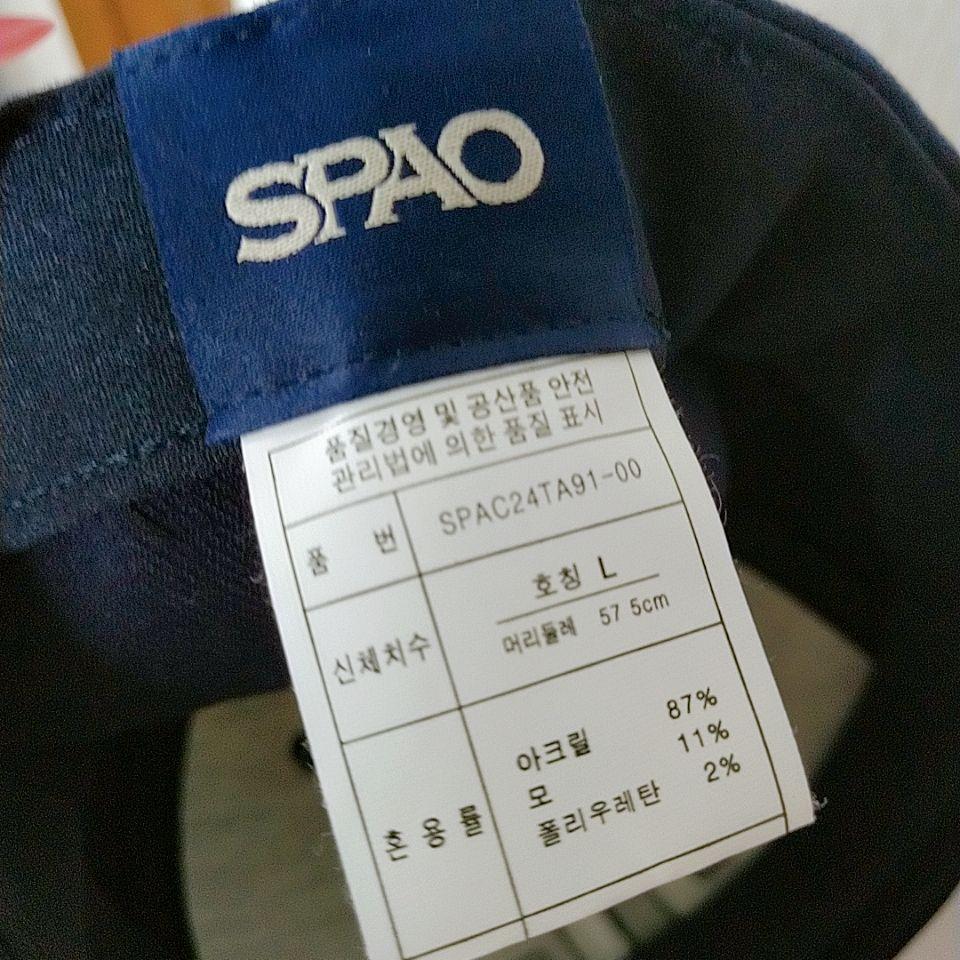 SPAO
품질경영 및 공산품 안전
관리법에 의한 품질 표시
품 번 SPAC24TA91-00
신체치수 호칭 L
머리둘레 57 5cm
혼용률 아크릴 87%
모 11%
폴리우레탄 2%